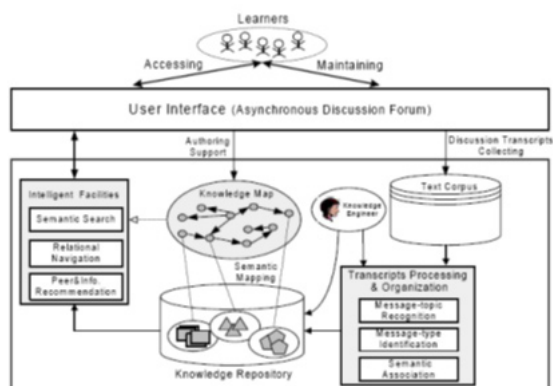 Learners
Accessing
Maintaining
User Interface (Asynchronous Discussion Forum)
Authoring
Support
Discussion Transcripts
Collecting
Intelligent Facilities
Semantic Search
Relational
Navigation
Peer&Info.
Recommendation
Knowledge Map
Knowledge
Engineer
Text Corpus
Semantic
Mapping
Transcripts Processing
& Organization
Message-topic
Recognition
Message-type
Identification
Semantic
Association
Knowledge Repository